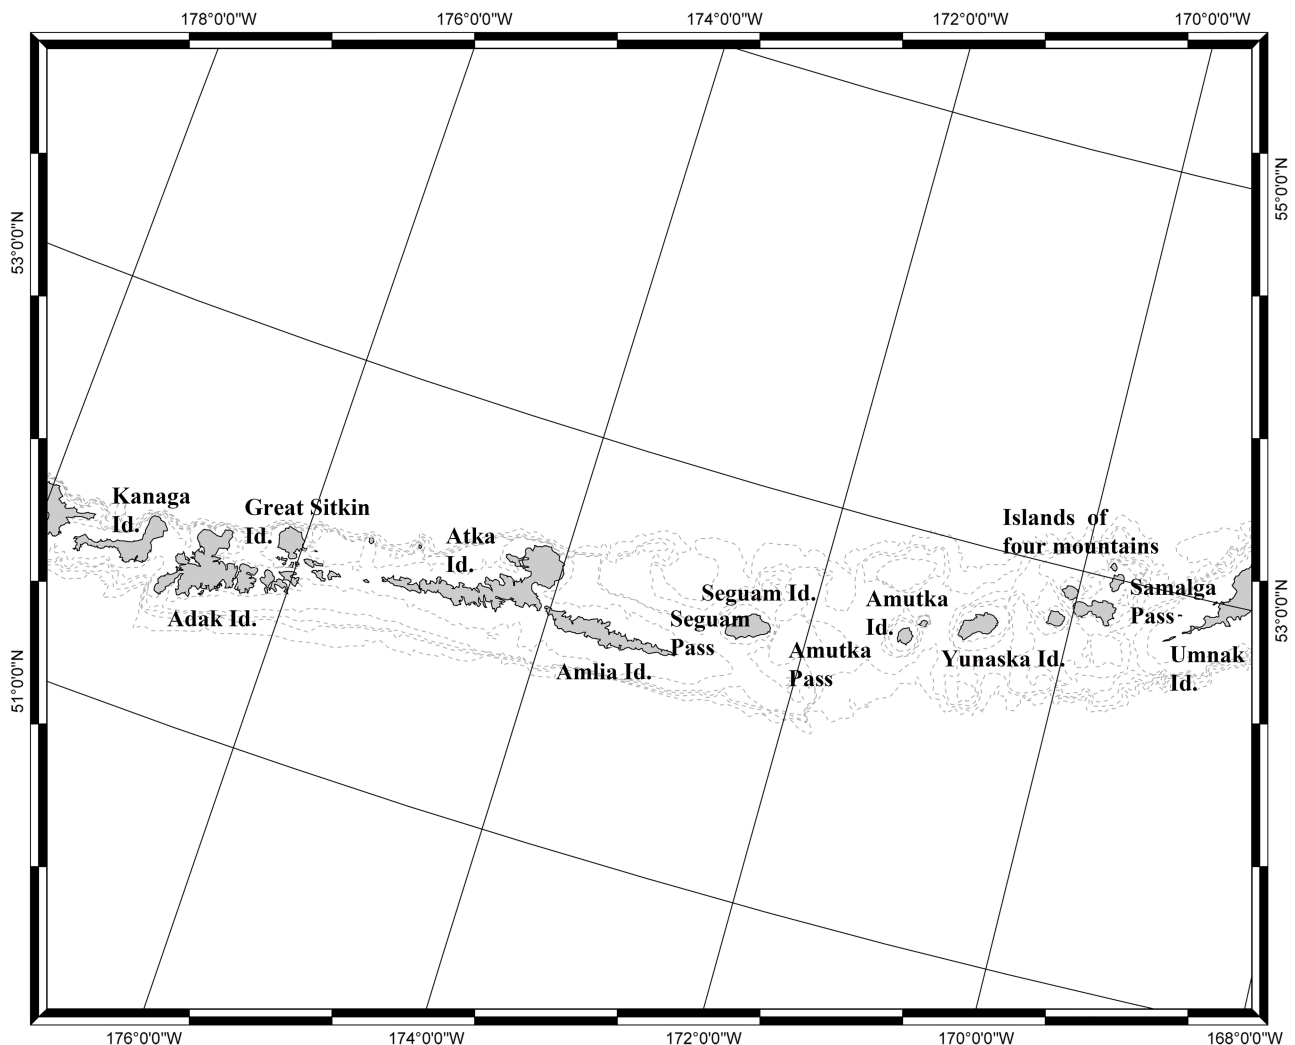 178°0'0"W
176°0'0"W
174°0'0"W
172°0'0"W
170°0'0"W
55°0'0"N
53°0'0"N
Kanaga
Id.
Great Sitkin
Id.
Atka
Id.
Islands of
four mountains
Adak Id.
Amlia Id.
Seguam Id.
Seguam
Pass
Amutka
Id.
Amutka
Pass
Yunaska Id.
Samalga
Pass-
Umnak
Id.
53°0'0"N
51°0'0"N
176°0'0"W
174°0'0"W
172°0'0"W
170°0'0"W
168°0'0"W